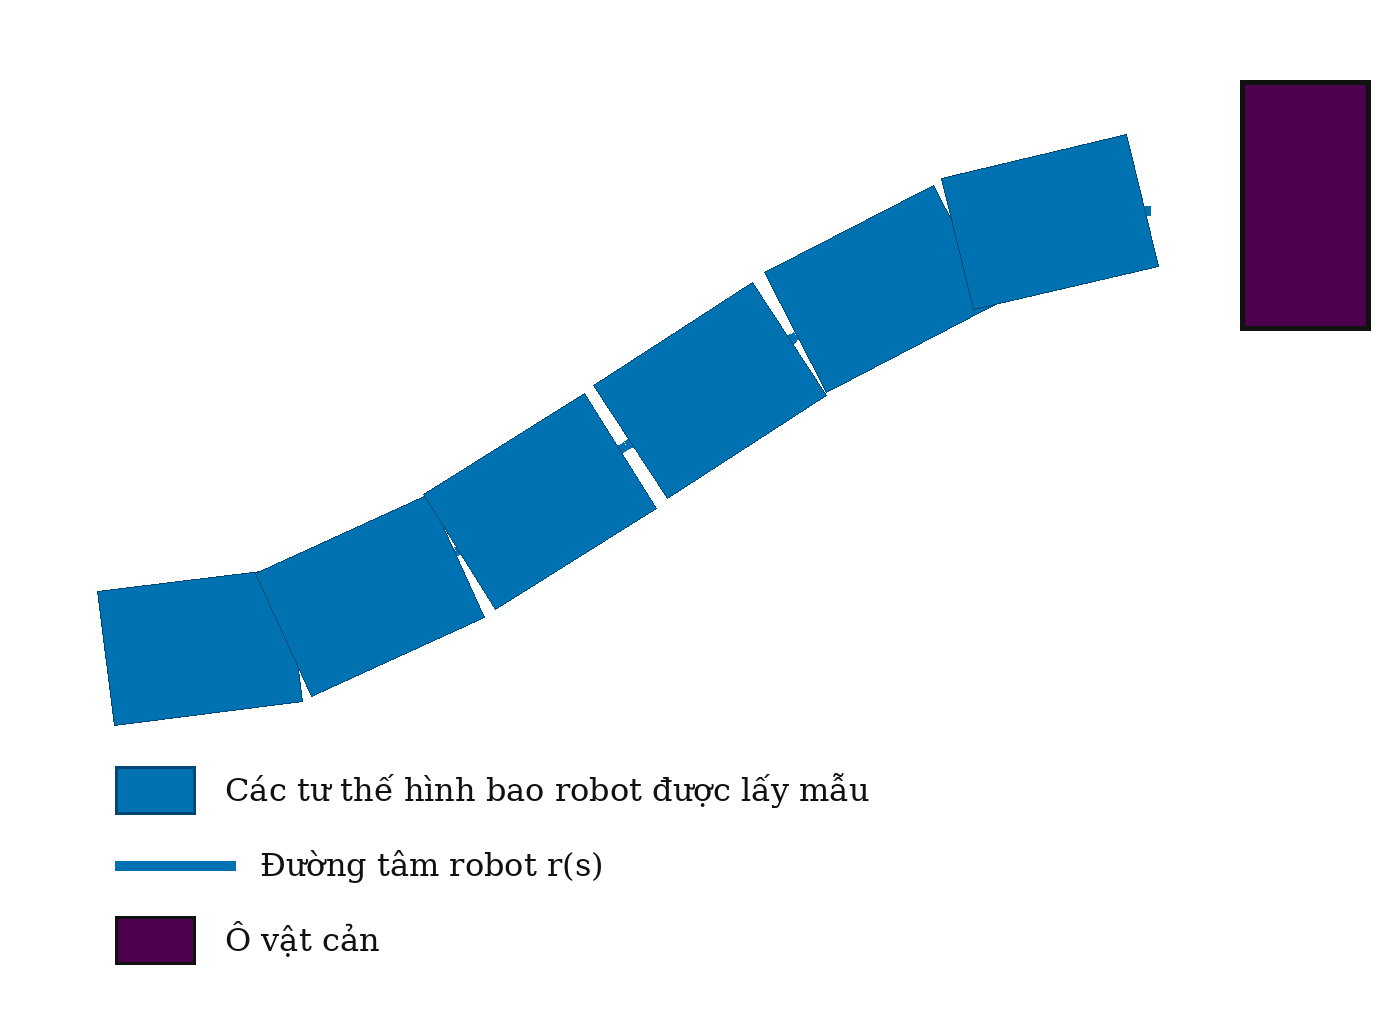 Các tư thế hình bao robot được lấy mẫu
Đường tâm robot r(s)
Ô vật cản